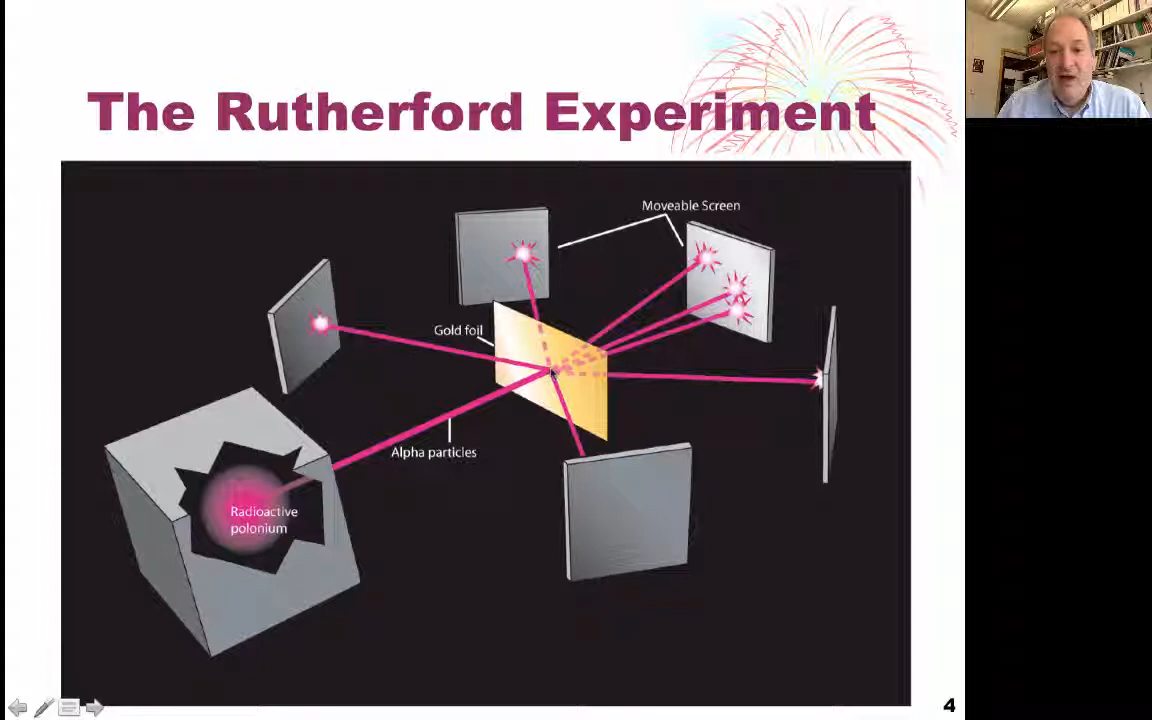 The Rutherford Experiment
Moveable Screen
Gold foil
Alpha particles
Radioactive
polonium
4